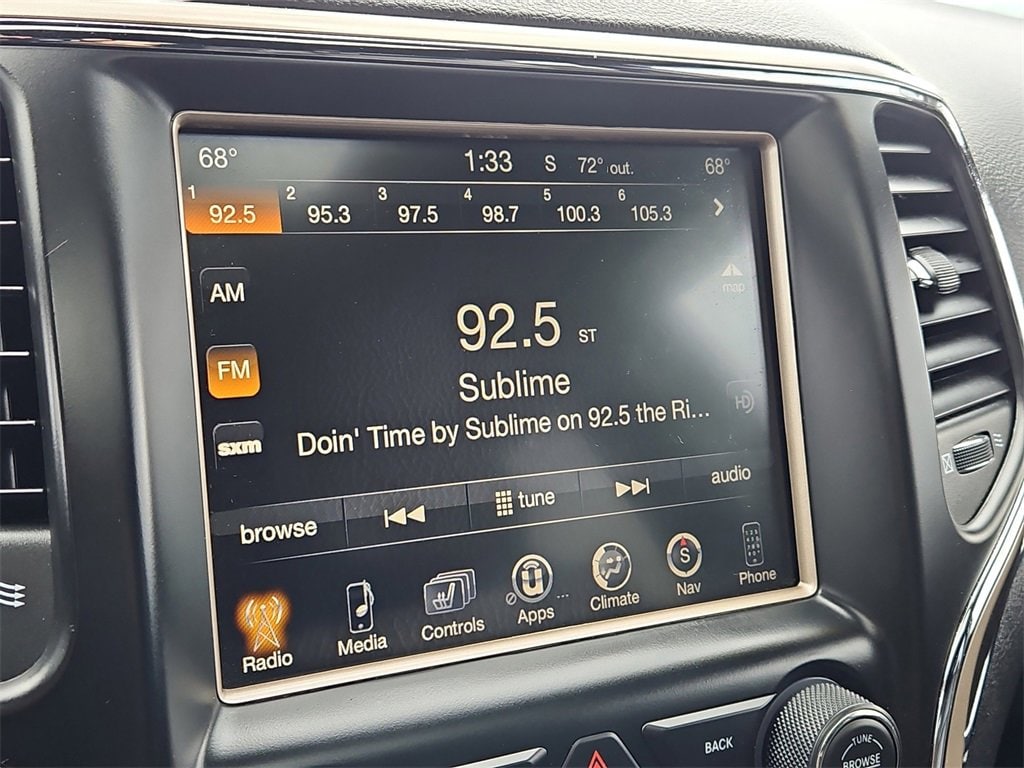 68° 1:33 S 72° out. 68°
1 92.5 2 95.3 3 97.5 4 98.7 5 100.3 6 105.3
AM
map
92.5 ST
FM
Sublime
HD
sxm
Doin' Time by Sublime on 92.5 the Ri...
browse tune audio
Radio Media Controls Apps ... Climate Nav Phone
S
BACK
TUNE
BROWSE